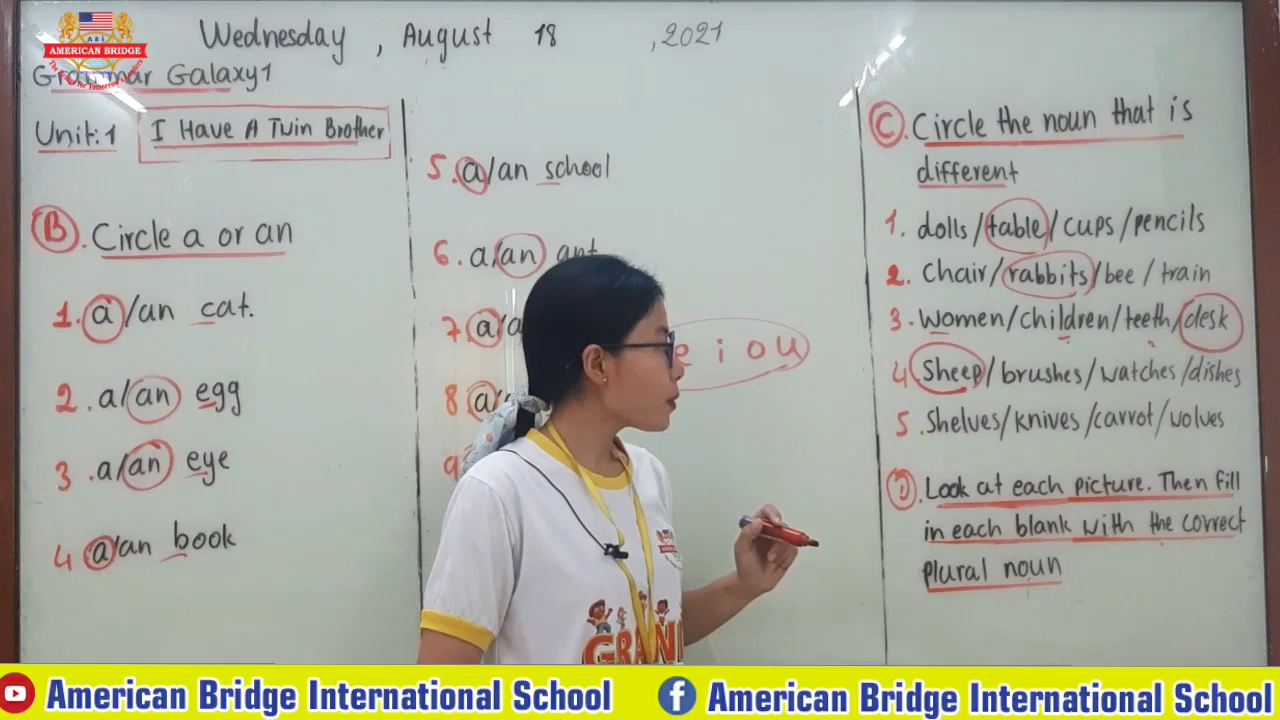 Wednesday, August 18, 2021
ABi
AMERICAN BRIDGE
Grammar Galaxy 1
Unit:1 I Have A Twin Brother
B. Circle a or an
1. a/an cat.
2. a/an egg
3. a/an eye
4 a/an book
5. a/an school
6. a/an ant
7. a/a
8. a/
9
e i o u
C. Circle the noun that is
different
1. dolls/table/cups/pencils
2. Chair/rabbits/bee/train
3. Women/children/teeth/desk
4 Sheep/brushes/watches/dishes
5. Shelves/knives/carrot/wolves
D. Look at each picture. Then fill
in each blank with the correct
plural noun
GRAN
American Bridge International School
f American Bridge International School